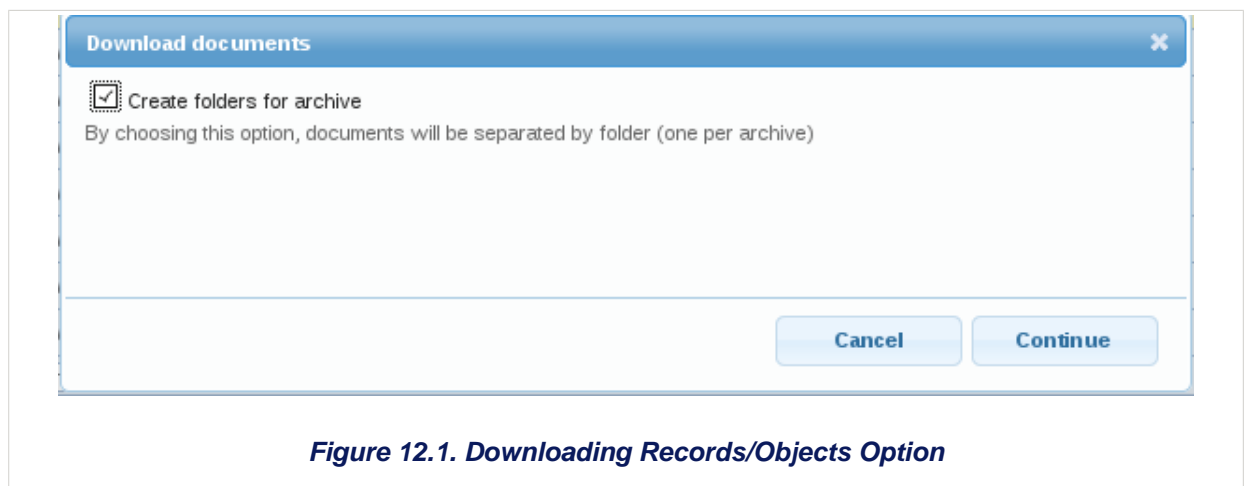 Download documents
Create folders for archive
By choosing this option, documents will be separated by folder (one per archive)
Cancel Continue
Figure 12.1. Downloading Records/Objects Option